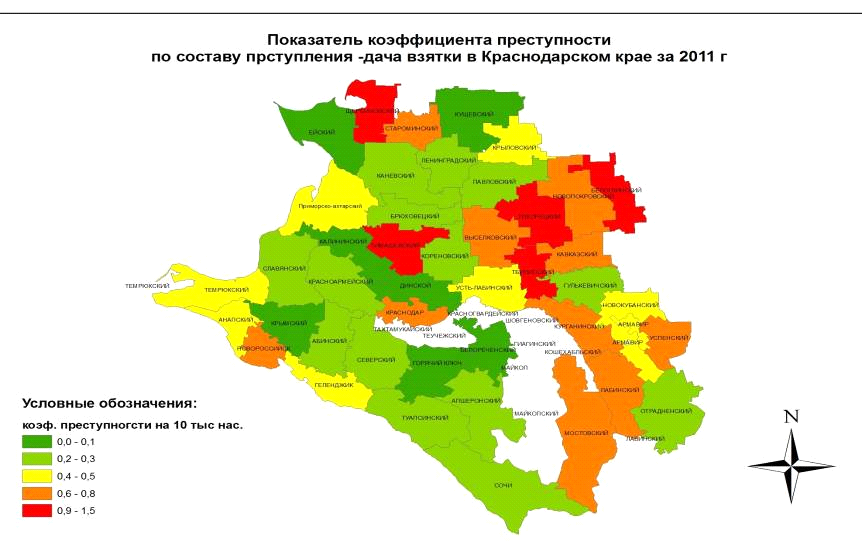 Показатель коэффициента преступности
по составу прступления -дача взятки в Краснодарском крае за 2011 г
ЩЕРБИНОВСКИЙ
ЕЙСКИЙ
СТАРОМИНСКИЙ
КУЩЕВСКИЙ
КРЫЛОВСКИЙ
ЛЕНИНГРАДСКИЙ
КАНЕВСКИЙ
ПАВЛОВСКИЙ
БЕЛОГЛИНСКИЙ
НОВОПОКРОВСКИЙ
Приморско-ахтарский
БРЮХОВЕЦКИЙ
ТИХОРЕЦКИЙ
КАЛИНИНСКИЙ
ТИМАШЕВСКИЙ
ВЫСЕЛКОВСКИЙ
КОРЕНОВСКИЙ
КАВКАЗСКИЙ
СЛАВЯНСКИЙ
ТБИЛИССКИЙ
КРАСНОАРМЕЙСКИЙ
ДИНСКОЙ
УСТЬ-ЛАБИНСКИЙ
ГУЛЬКЕВИЧСКИЙ
ТЕМРЮКСКИЙ
ТЕМРЮКСКИЙ
НОВОКУБАНСКИЙ
КРАСНОДАР
КРАСНОГВАРДЕЙСКИЙ
ШОВГЕНОВСКИЙ
АНАПСКИЙ
КРЫМСКИЙ
ТАХТАМУКАЙСКИЙ
КУРГАНИНСКИЙ
АРМАВИР
ТЕУЧЕЖСКИЙ
АБИНСКИЙ
ГИАГИНСКИЙ
АРМАВИР
УСПЕНСКИЙ
НОВОРОССИЙСК
БЕЛОРЕЧЕНСКИЙ
КОШЕХАБЛЬСКИЙ
СЕВЕРСКИЙ
ГОРЯЧИЙ КЛЮЧ
МАЙКОП
ГЕЛЕНДЖИК
ЛАБИНСКИЙ
АПШЕРОНСКИЙ
МАЙКОПСКИЙ
ОТРАДНЕНСКИЙ
ТУАПСИНСКИЙ
МОСТОВСКИЙ
ЛАБИНСКИЙ
СОЧИ
N
Условные обозначения:
коэф. преступногсти на 10 тыс нас.
0,0 - 0,1
0,2 - 0,3
0,4 - 0,5
0,6 - 0,8
0,9 - 1,5